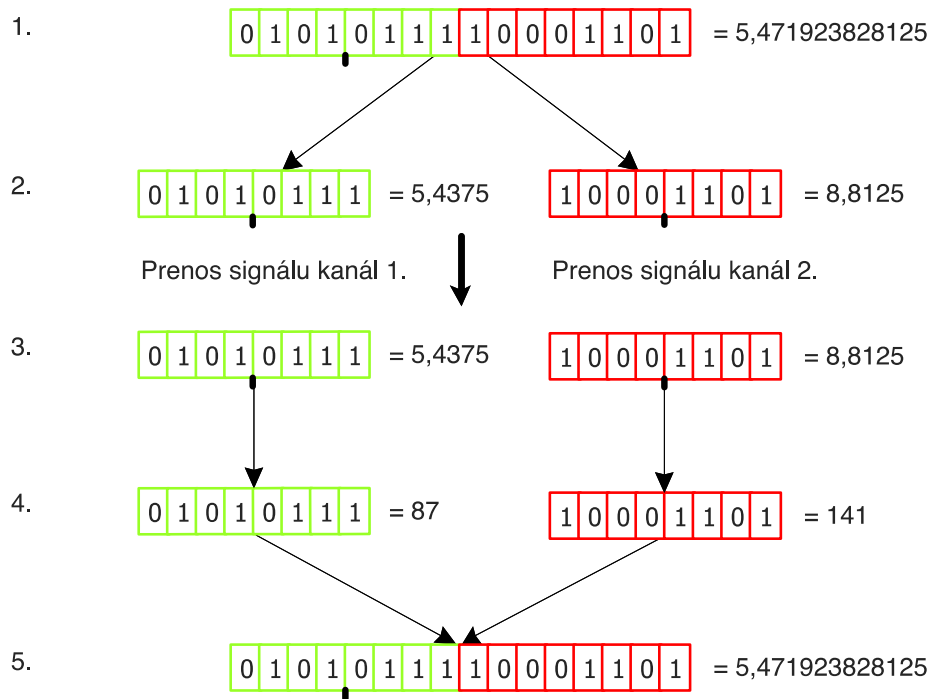 1. 0 1 0 1 0 1 1 1 1 0 0 0 1 1 0 1 = 5,471923828125
2. 0 1 0 1 0 1 1 1 = 5,4375 1 0 0 0 1 1 0 1 = 8,8125
Prenos signálu kanál 1. Prenos signálu kanál 2.
3. 0 1 0 1 0 1 1 1 = 5,4375 1 0 0 0 1 1 0 1 = 8,8125
4. 0 1 0 1 0 1 1 1 = 87 1 0 0 0 1 1 0 1 = 141
5. 0 1 0 1 0 1 1 1 1 0 0 0 1 1 0 1 = 5,471923828125